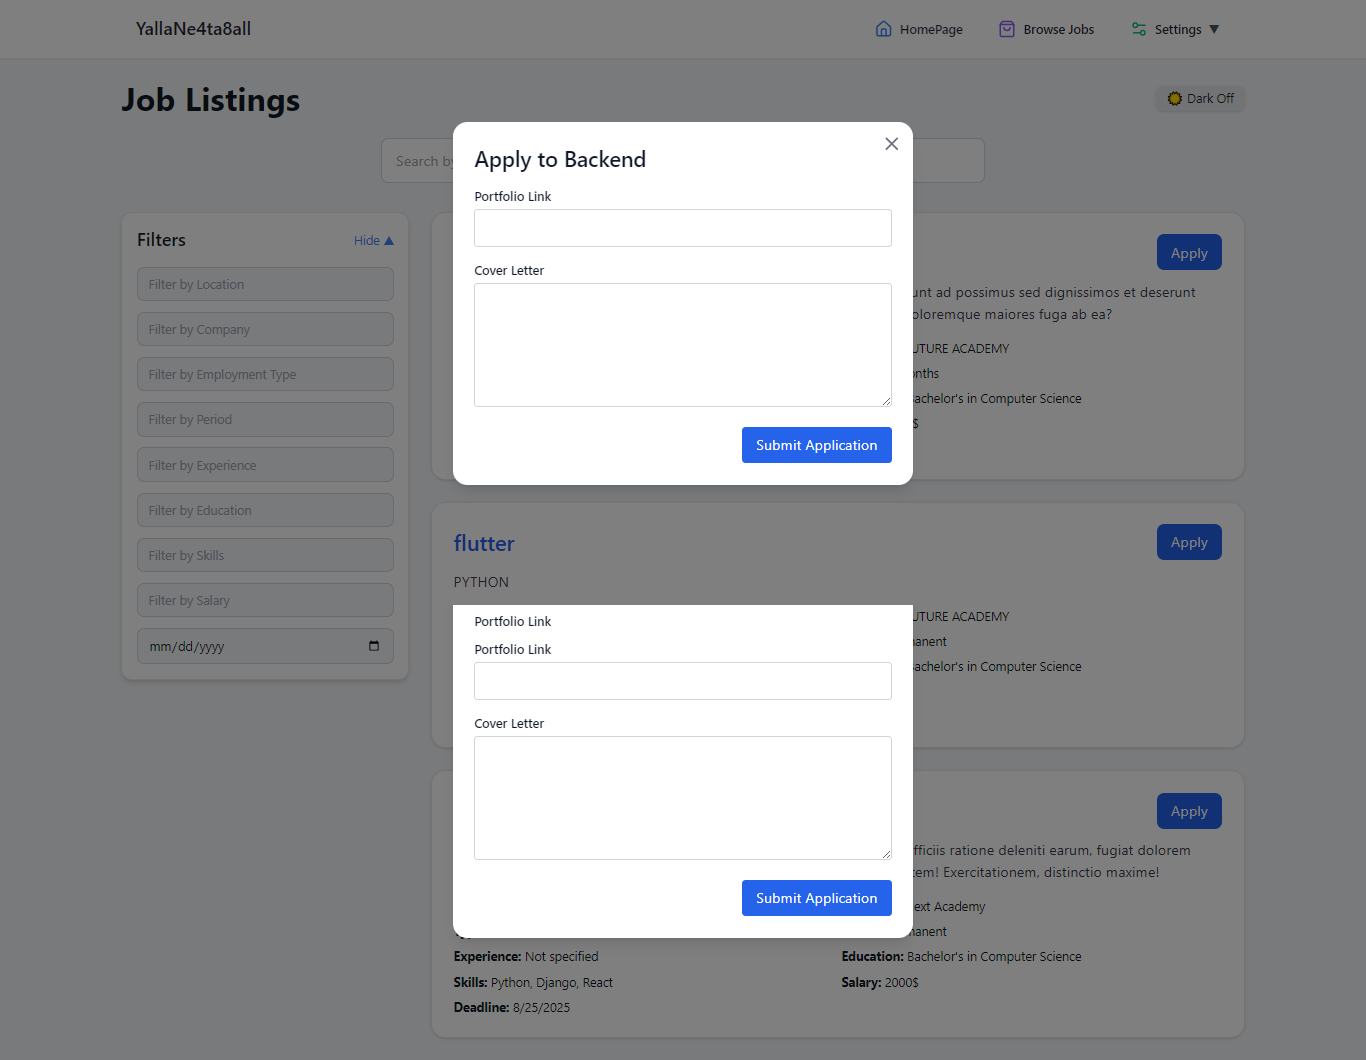 YallaNe4ta8all
HomePage
Browse Jobs
Settings ▼
Job Listings
Dark Off
Search by
Apply to Backend
Portfolio Link
Cover Letter
Submit Application
Filters
Hide ▲
Filter by Location
Filter by Company
Filter by Employment Type
Filter by Period
Filter by Experience
Filter by Education
Filter by Skills
Filter by Salary
mm/dd/yyyy
Apply
unt ad possimus sed dignissimos et deserunt
oloremque maiores fuga ab ea?
UTURE ACADEMY
onths
achelor's in Computer Science
$
flutter
Apply
PYTHON
UTURE ACADEMY
manent
achelor's in Computer Science
Portfolio Link
Portfolio Link
Cover Letter
Submit Application
Apply
fficiis ratione deleniti earum, fugiat dolorem
tem! Exercitationem, distinctio maxime!
ext Academy
manent
Experience: Not specified
Education: Bachelor's in Computer Science
Skills: Python, Django, React
Salary: 2000$
Deadline: 8/25/2025